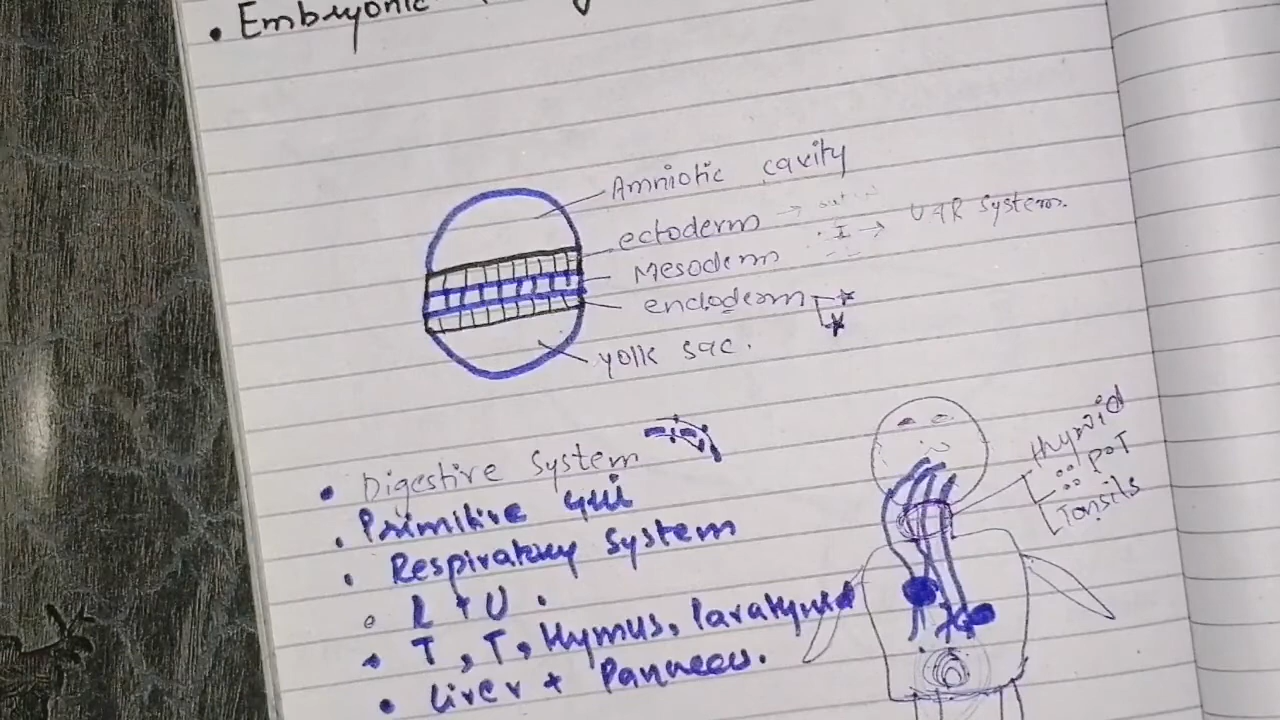 • Embryonic
Amniotic cavity
ectoderm →
I → U & R System.
Mesoderm
endoderm
yolk sac.
• Digestive System
• Primitive gut
• Respiratory System
• L + U.
• T, T, thymus, Parathyroid
• liver + Pancreas.
thyroid
PaT
Tonsils